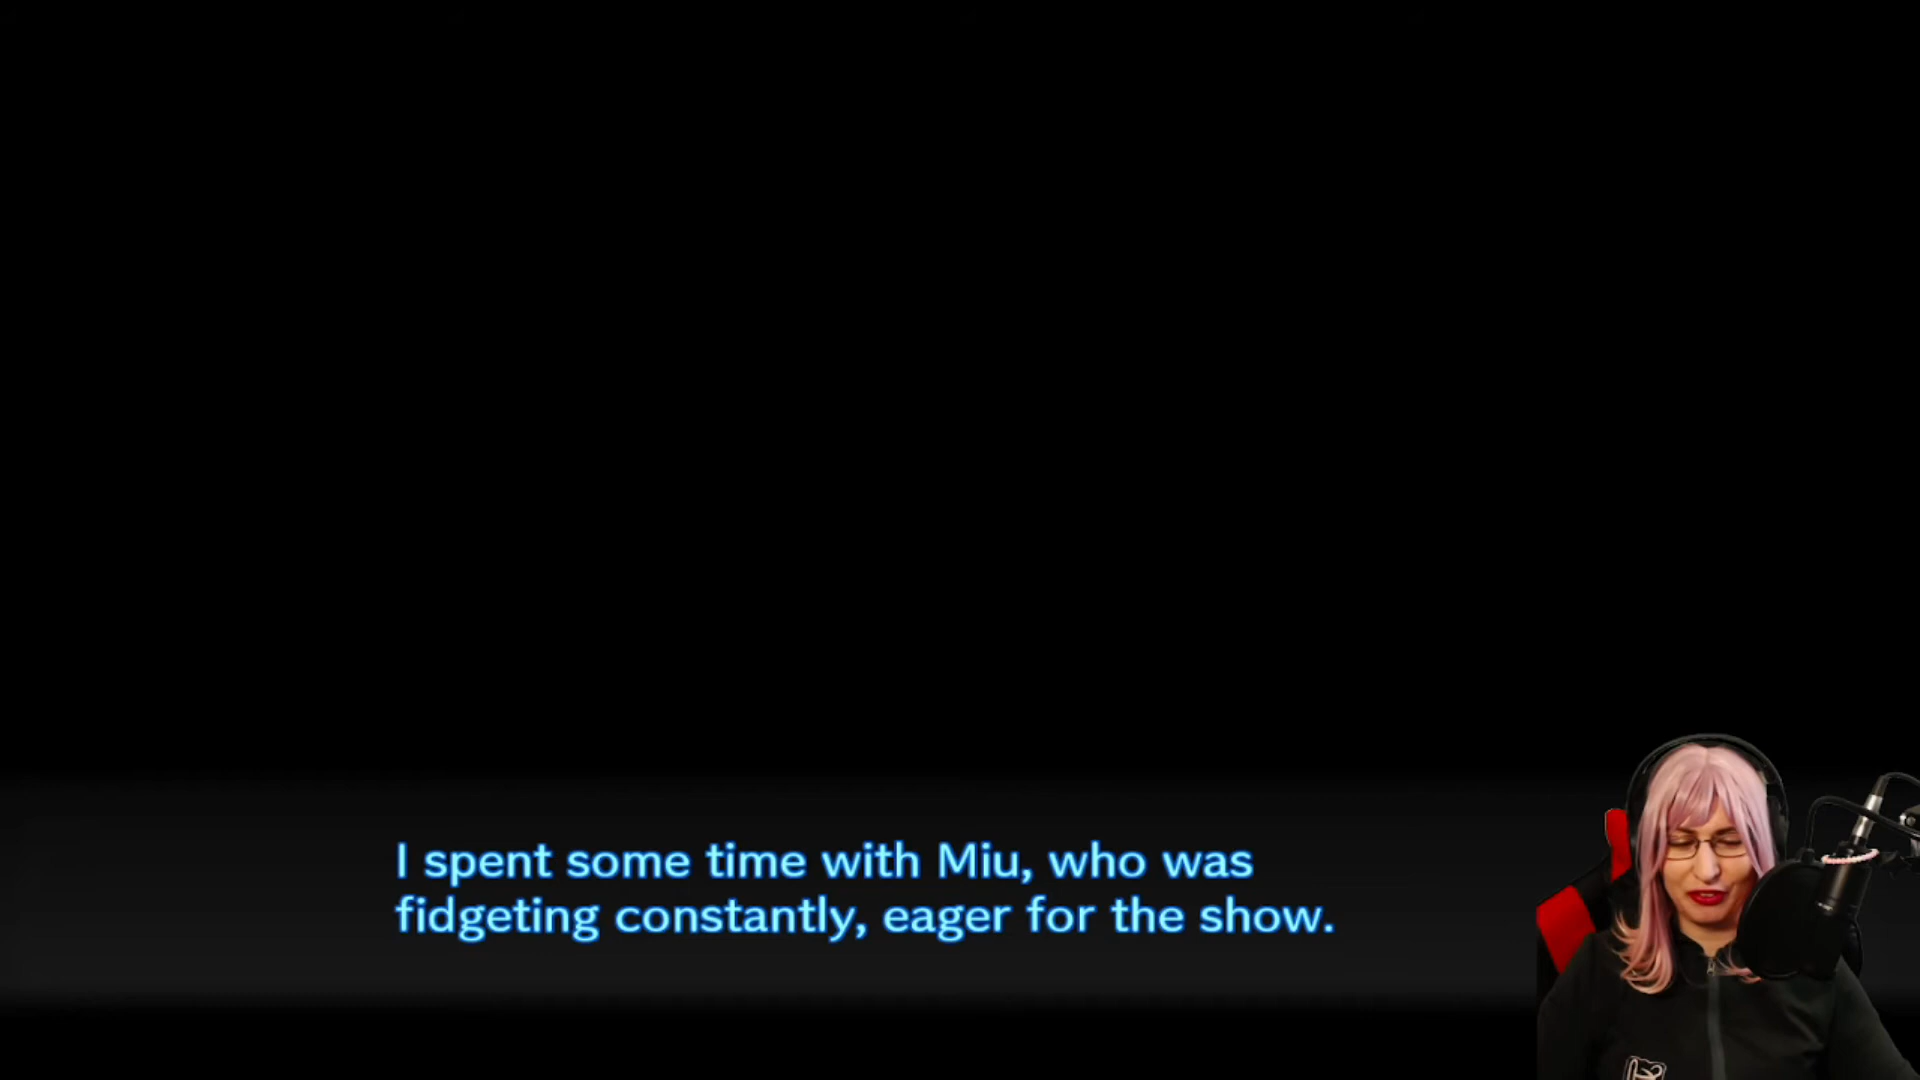 I spent some time with Miu, who was
fidgeting constantly, eager for the show.